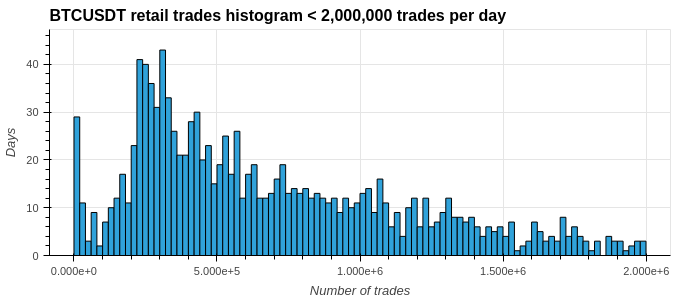 BTCUSDT retail trades histogram < 2,000,000 trades per day
40
30
20
10
0
Days
0.000e+0 5.000e+5 1.000e+6 1.500e+6 2.000e+6
Number of trades